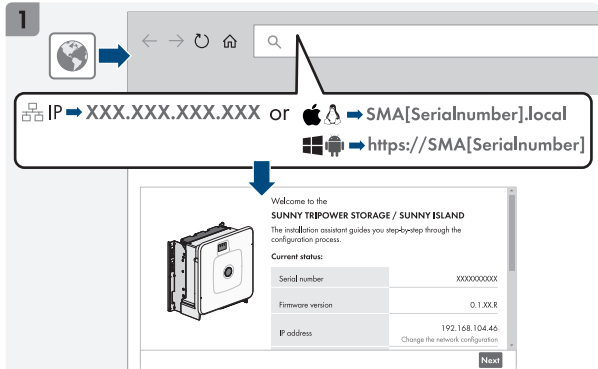 1
IP XXX.XXX.XXX.XXX or SMA[Serialnumber].local
https://SMA[Serialnumber]
Welcome to the
SUNNY TRIPOWER STORAGE / SUNNY ISLAND
The installation assistant guides you step-by-step through the
configuration process.
Current status:
Serial number XXXXXXXXXX
Firmware version 0.1.XX.R
IP address 192.168.104.46
Change the network configuration
Next